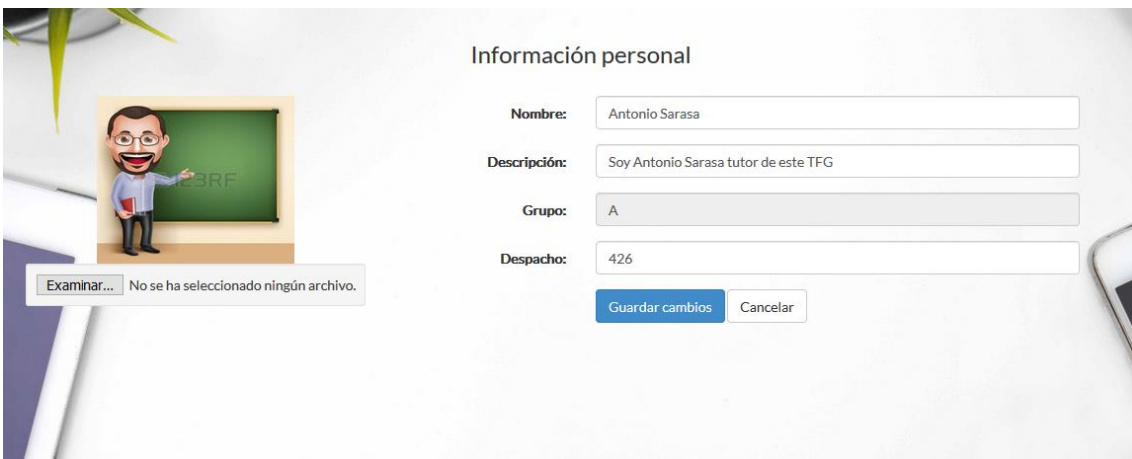 Información personal
Nombre: Antonio Sarasa
Descripción: Soy Antonio Sarasa tutor de este TFG
Grupo: A
Despacho: 426
Examinar... No se ha seleccionado ningún archivo.
Guardar cambios Cancelar
123RF